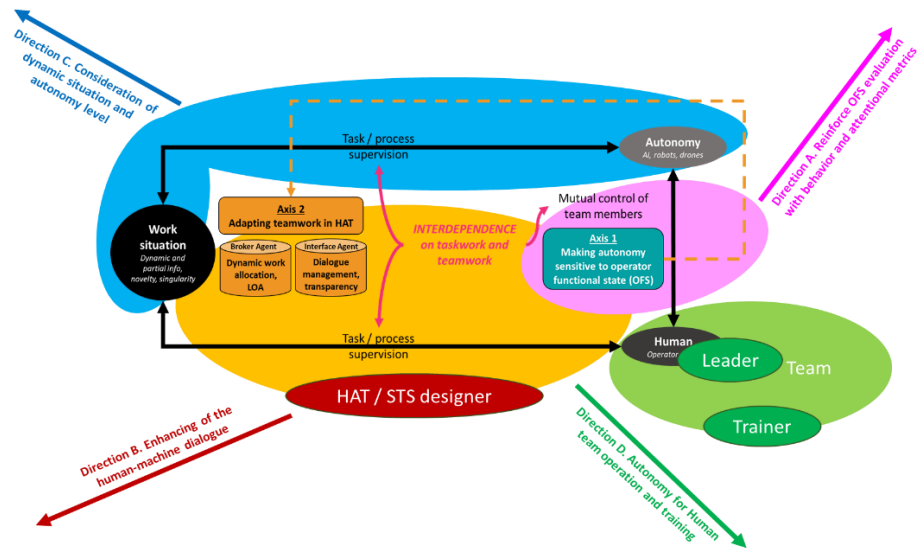 Direction C. Consideration of
dynamic situation and
autonomy level
Direction A. Reinforce OFS evaluation
with behavior and attentional metrics
Task / process
supervision
Autonomy
AI, robots, drones
Mutual control of
team members
Axis 2
Adapting teamwork in HAT
Broker Agent
Dynamic work
allocation,
LOA
Interface Agent
Dialogue
management,
transparency
INTERDEPENDENCE
on taskwork and
teamwork
Axis 1
Making autonomy
sensitive to operator
functional state (OFS)
Work
situation
Dynamic and
partial info,
novelty, singularity
Task / process
supervision
Human
Operator
Leader
Team
Trainer
HAT / STS designer
Direction B. Enhancing of the
human-machine dialogue
Direction D. Autonomy for Human
team operation and training